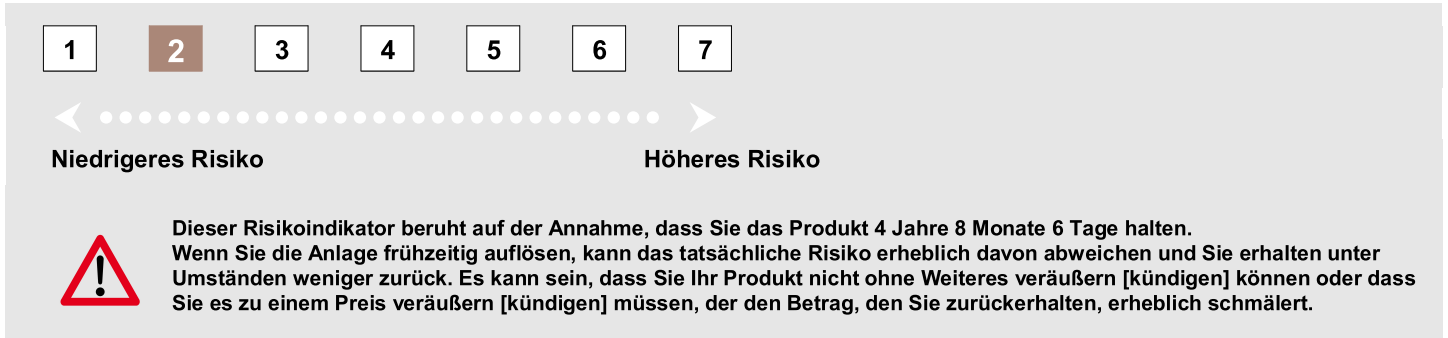 1 2 3 4 5 6 7
Niedrigeres Risiko Höheres Risiko
Dieser Risikoindikator beruht auf der Annahme, dass Sie das Produkt 4 Jahre 8 Monate 6 Tage halten.
Wenn Sie die Anlage frühzeitig auflösen, kann das tatsächliche Risiko erheblich davon abweichen und Sie erhalten unter
Umständen weniger zurück. Es kann sein, dass Sie Ihr Produkt nicht ohne Weiteres veräußern [kündigen] können oder dass
Sie es zu einem Preis veräußern [kündigen] müssen, der den Betrag, den Sie zurückerhalten, erheblich schmälert.